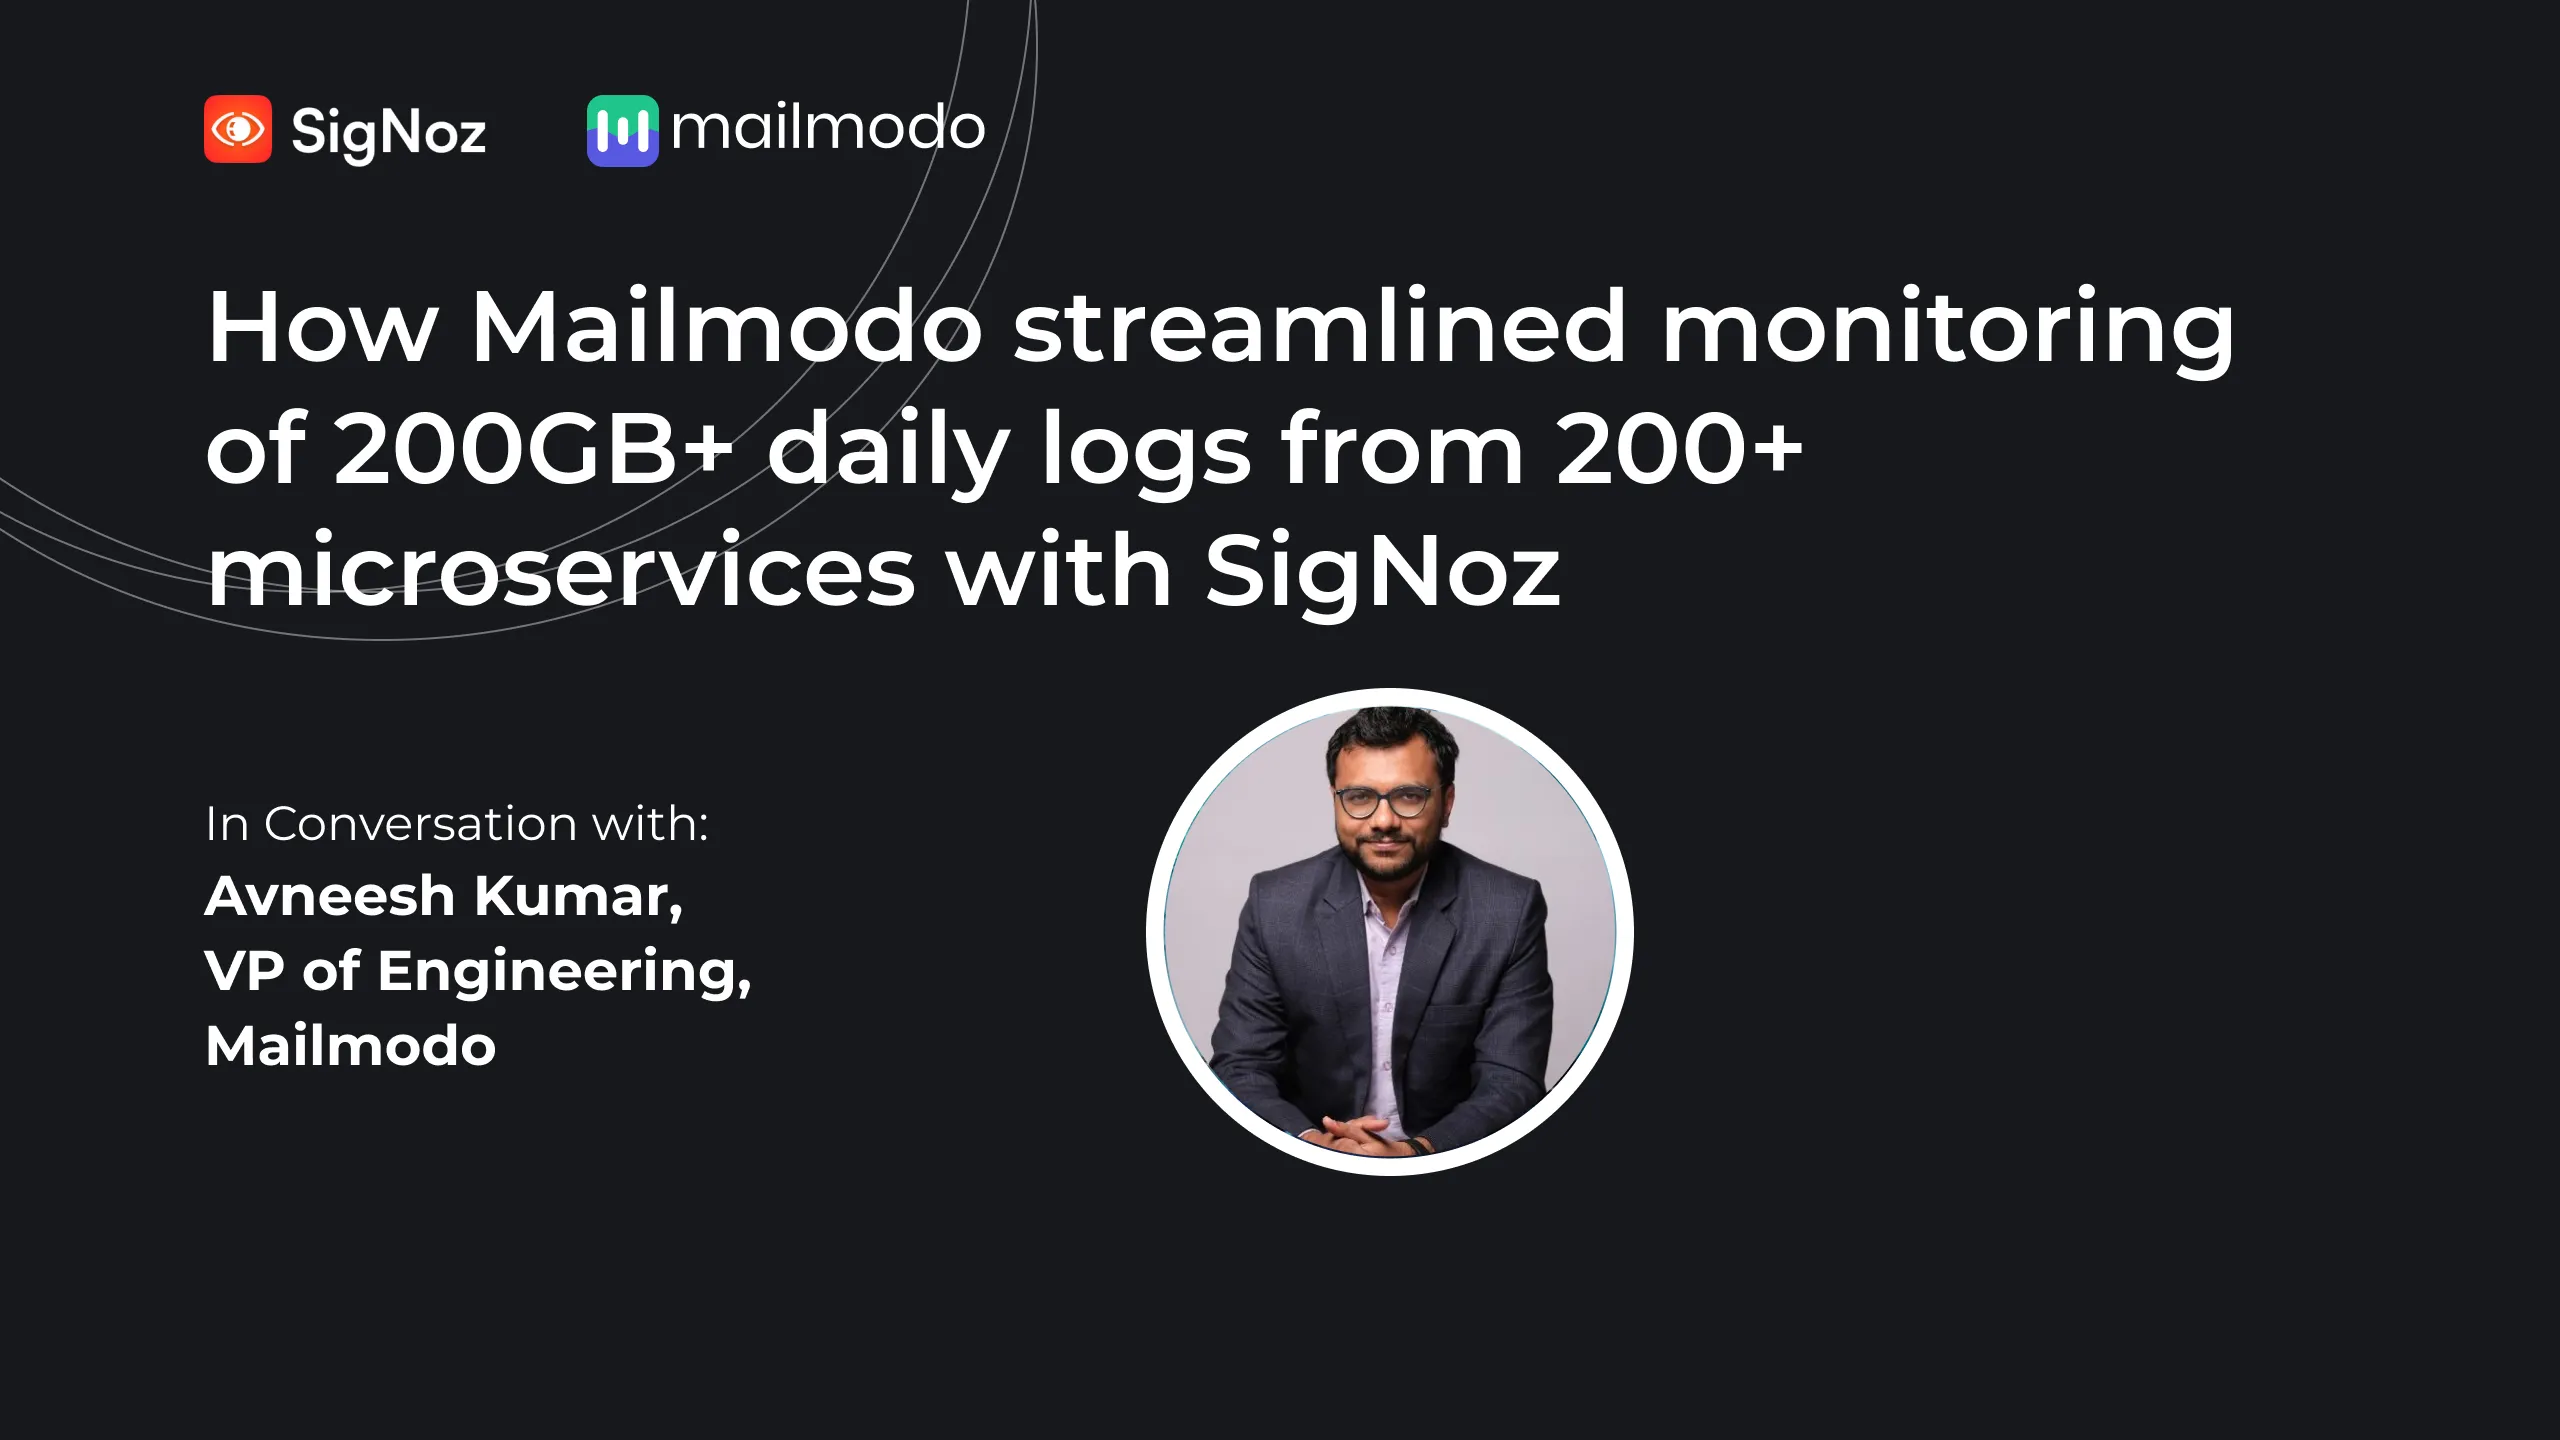 SigNoz mailmodo
How Mailmodo streamlined monitoring
of 200GB+ daily logs from 200+
microservices with SigNoz
In Conversation with:
Avneesh Kumar,
VP of Engineering,
Mailmodo